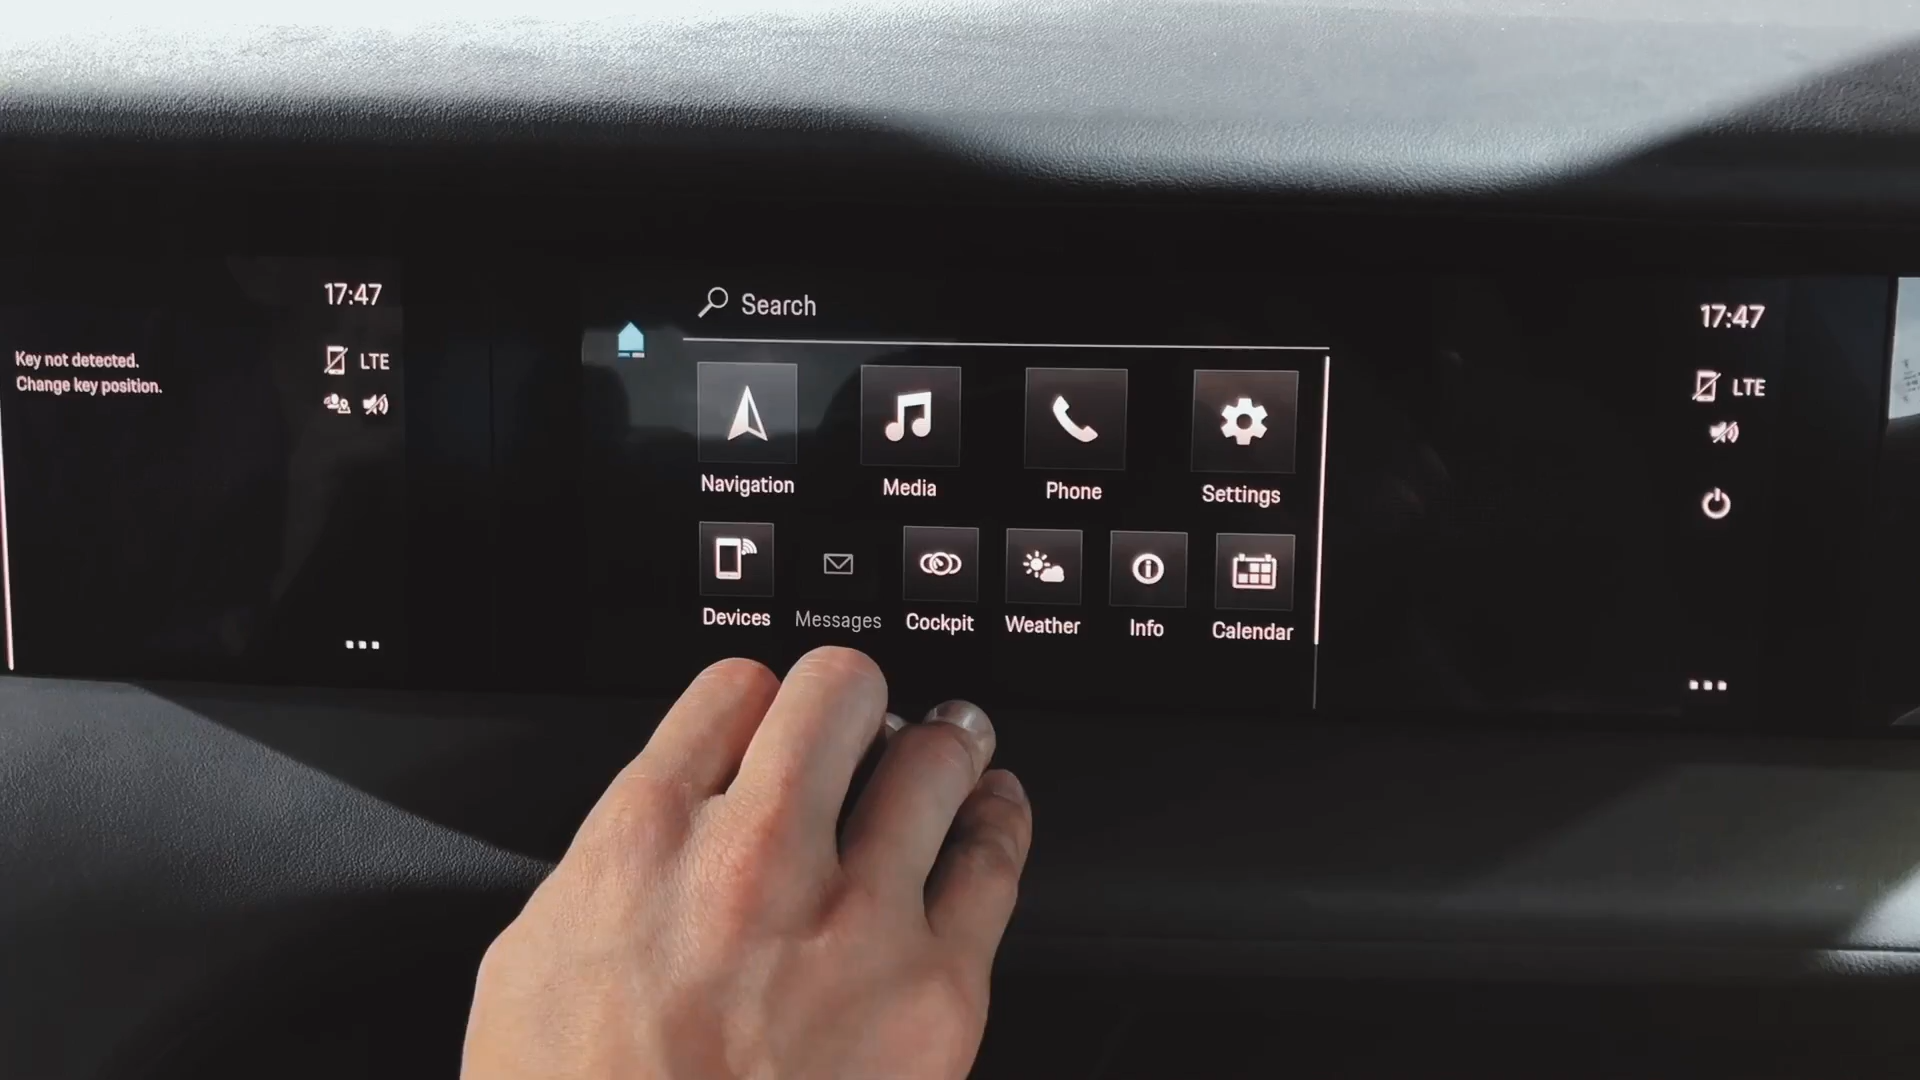 17:47
LTE
Key not detected.
Change key position.
Search
Navigation
Media
Phone
Settings
Devices
Messages
Cockpit
Weather
Info
Calendar
17:47
LTE